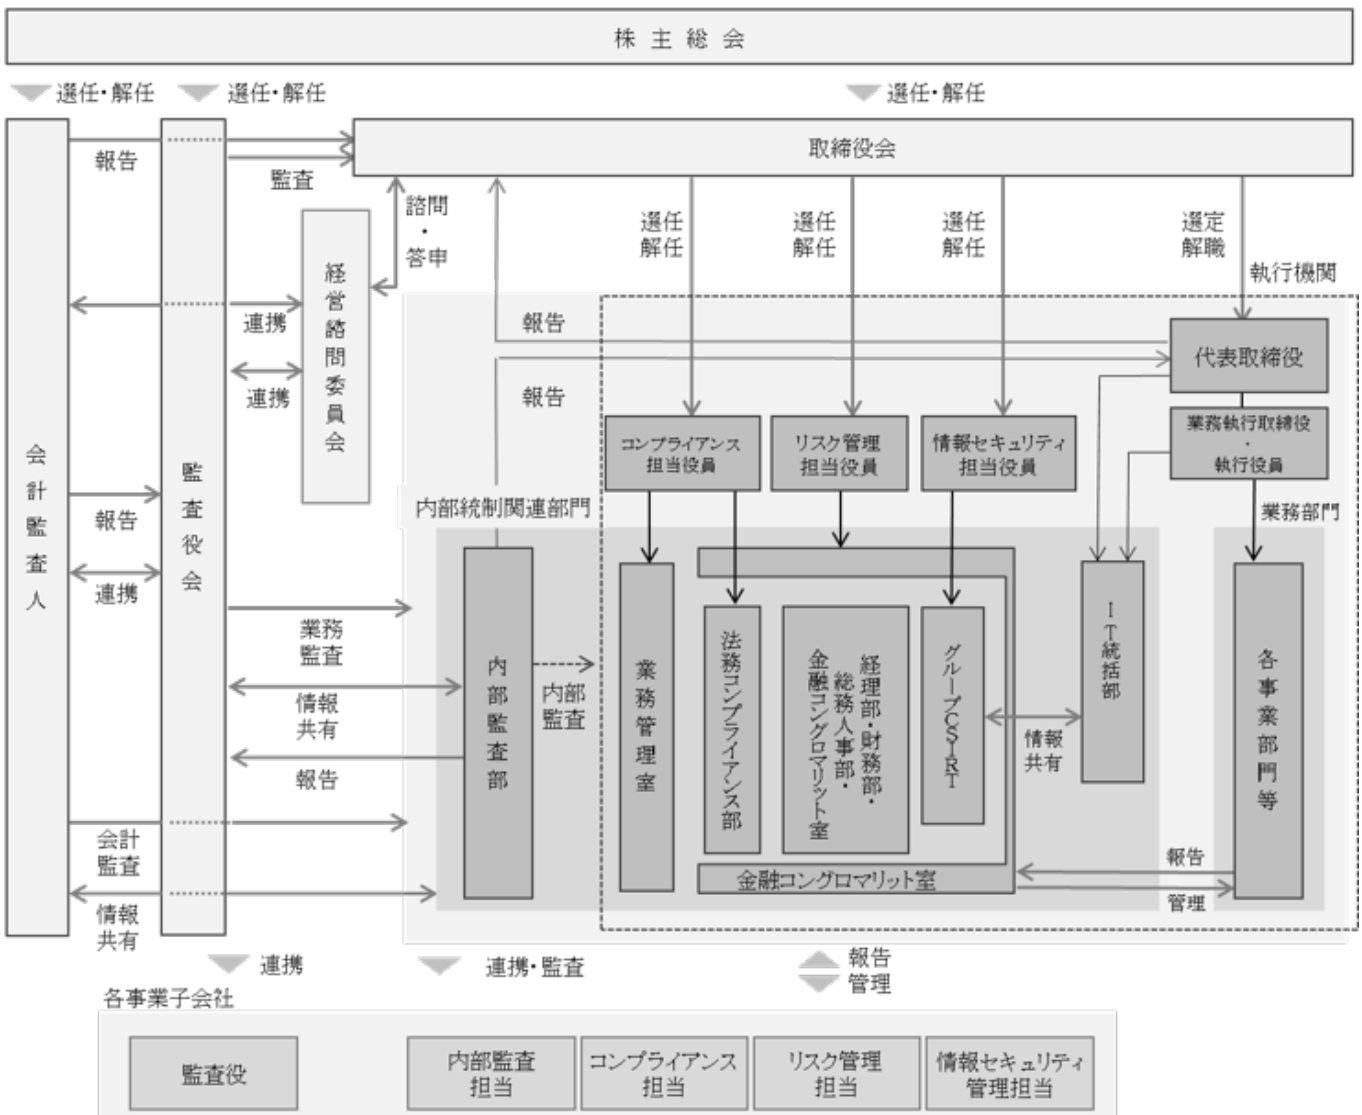 株主総会
選任・解任
選任・解任
選任・解任
取締役会
報告
監査
諮問
・
答申
選任
解任
選任
解任
選任
解任
選定
解職
執行機関
経営諮問委員会
連携
連携
報告
報告
代表取締役
業務執行取締役
・
執行役員
コンプライアンス
担当役員
リスク管理
担当役員
情報セキュリティ
担当役員
会計監査人
監査役会
報告
連携
内部統制関連部門
業務部門
業務
監査
情報
共有
報告
会計
監査
情報
共有
内部監査部
内部
監査
業務管理室
法務コンプライアンス部
経理部・財務部・
総務人事部・
金融コングロマリット室
グループCSIRT
情報
共有
IT統括部
各事業部門等
金融コングロマリット室
報告
管理
連携
連携・監査
報告
管理
各事業子会社
監査役
内部監査
担当
コンプライアンス
担当
リスク管理
担当
情報セキュリティ
管理担当